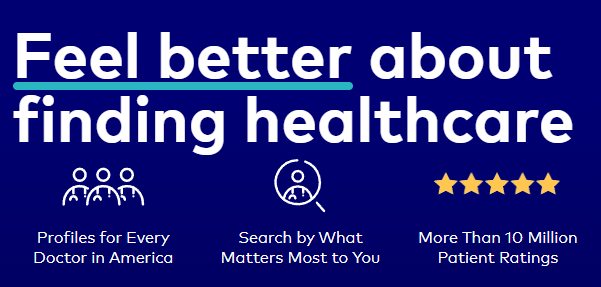 Feel better about
finding healthcare
Profiles for Every
Doctor in America
Search by What
Matters Most to You
More Than 10 Million
Patient Ratings